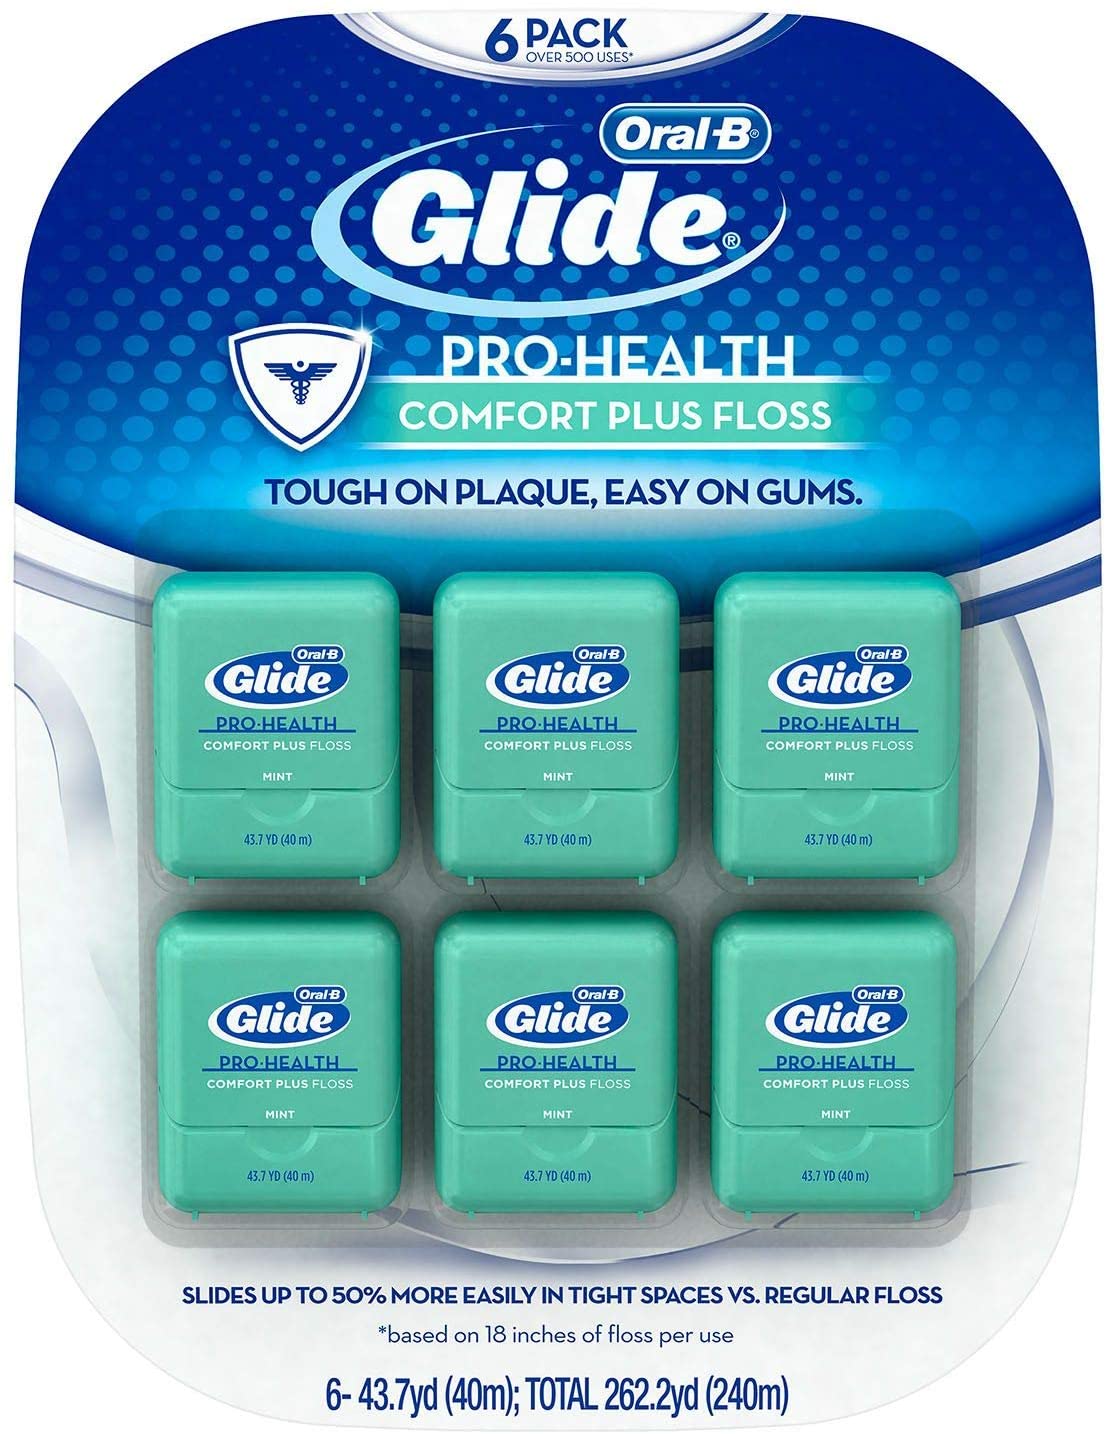 6 PACK
OVER 500 USES*
Oral-B®
Glide®
PRO-HEALTH
COMFORT PLUS FLOSS
TOUGH ON PLAQUE, EASY ON GUMS.
Oral-B
Glide
PRO-HEALTH
COMFORT PLUS FLOSS
MINT
43.7 YD (40 m)
Oral-B
Glide
PRO-HEALTH
COMFORT PLUS FLOSS
MINT
43.7 YD (40 m)
Oral-B
Glide
PRO-HEALTH
COMFORT PLUS FLOSS
MINT
43.7 YD (40 m)
Oral-B
Glide
PRO-HEALTH
COMFORT PLUS FLOSS
MINT
43.7 YD (40 m)
Oral-B
Glide
PRO-HEALTH
COMFORT PLUS FLOSS
MINT
43.7 YD (40 m)
Oral-B
Glide
PRO-HEALTH
COMFORT PLUS FLOSS
MINT
43.7 YD (40 m)
SLIDES UP TO 50% MORE EASILY IN TIGHT SPACES VS. REGULAR FLOSS
*based on 18 inches of floss per use
6- 43.7yd (40m); TOTAL 262.2yd (240m)